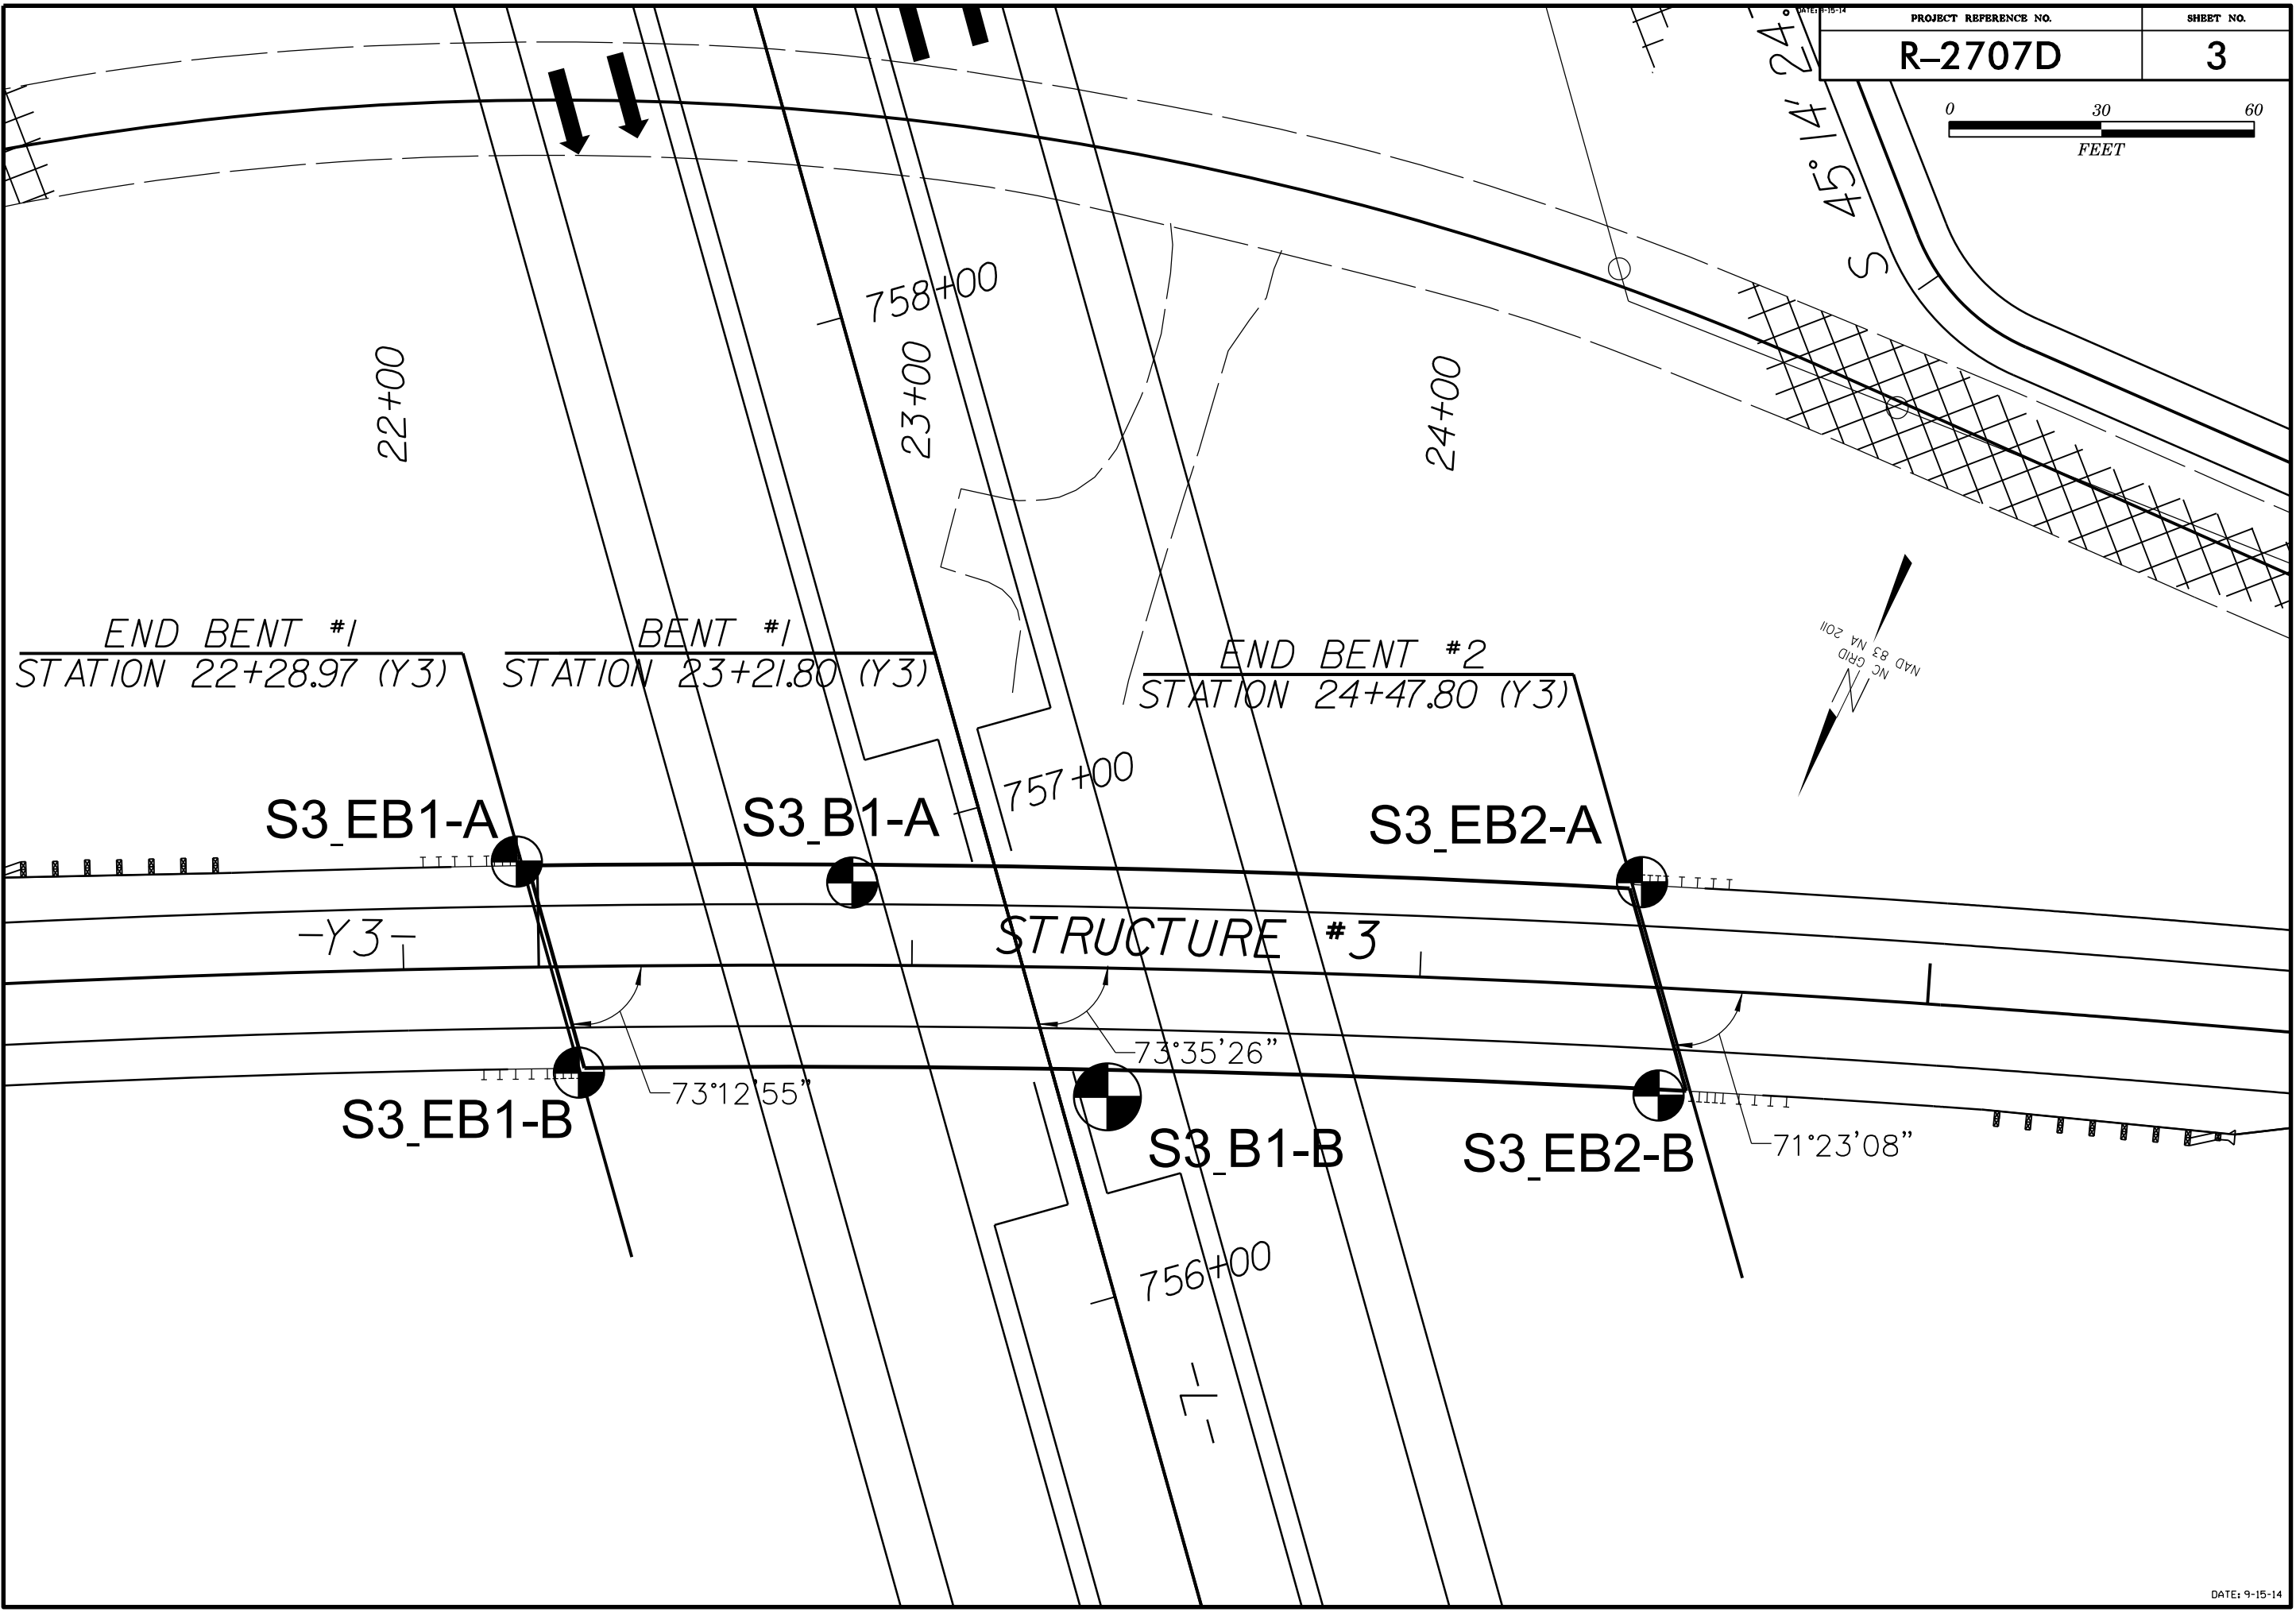 DATE: 9-15-14
PROJECT REFERENCE NO.
SHEET NO.
R-2707D
3
0 30 60
FEET
S 45° 14' 24.
758+00
22+00
23+00
24+00
NAD 83 NA 2011
NC GRID
END BENT #1
STATION 22+28.97 (Y3)
BENT #1
STATION 23+21.80 (Y3)
END BENT #2
STATION 24+47.80 (Y3)
757+00
S3_EB1-A
S3_B1-A
S3_EB2-A
-Y3-
STRUCTURE #3
73°35'26"
73°12'55"
S3_EB1-B
S3_B1-B
S3_EB2-B
71°23'08"
756+00
-L-
DATE: 9-15-14